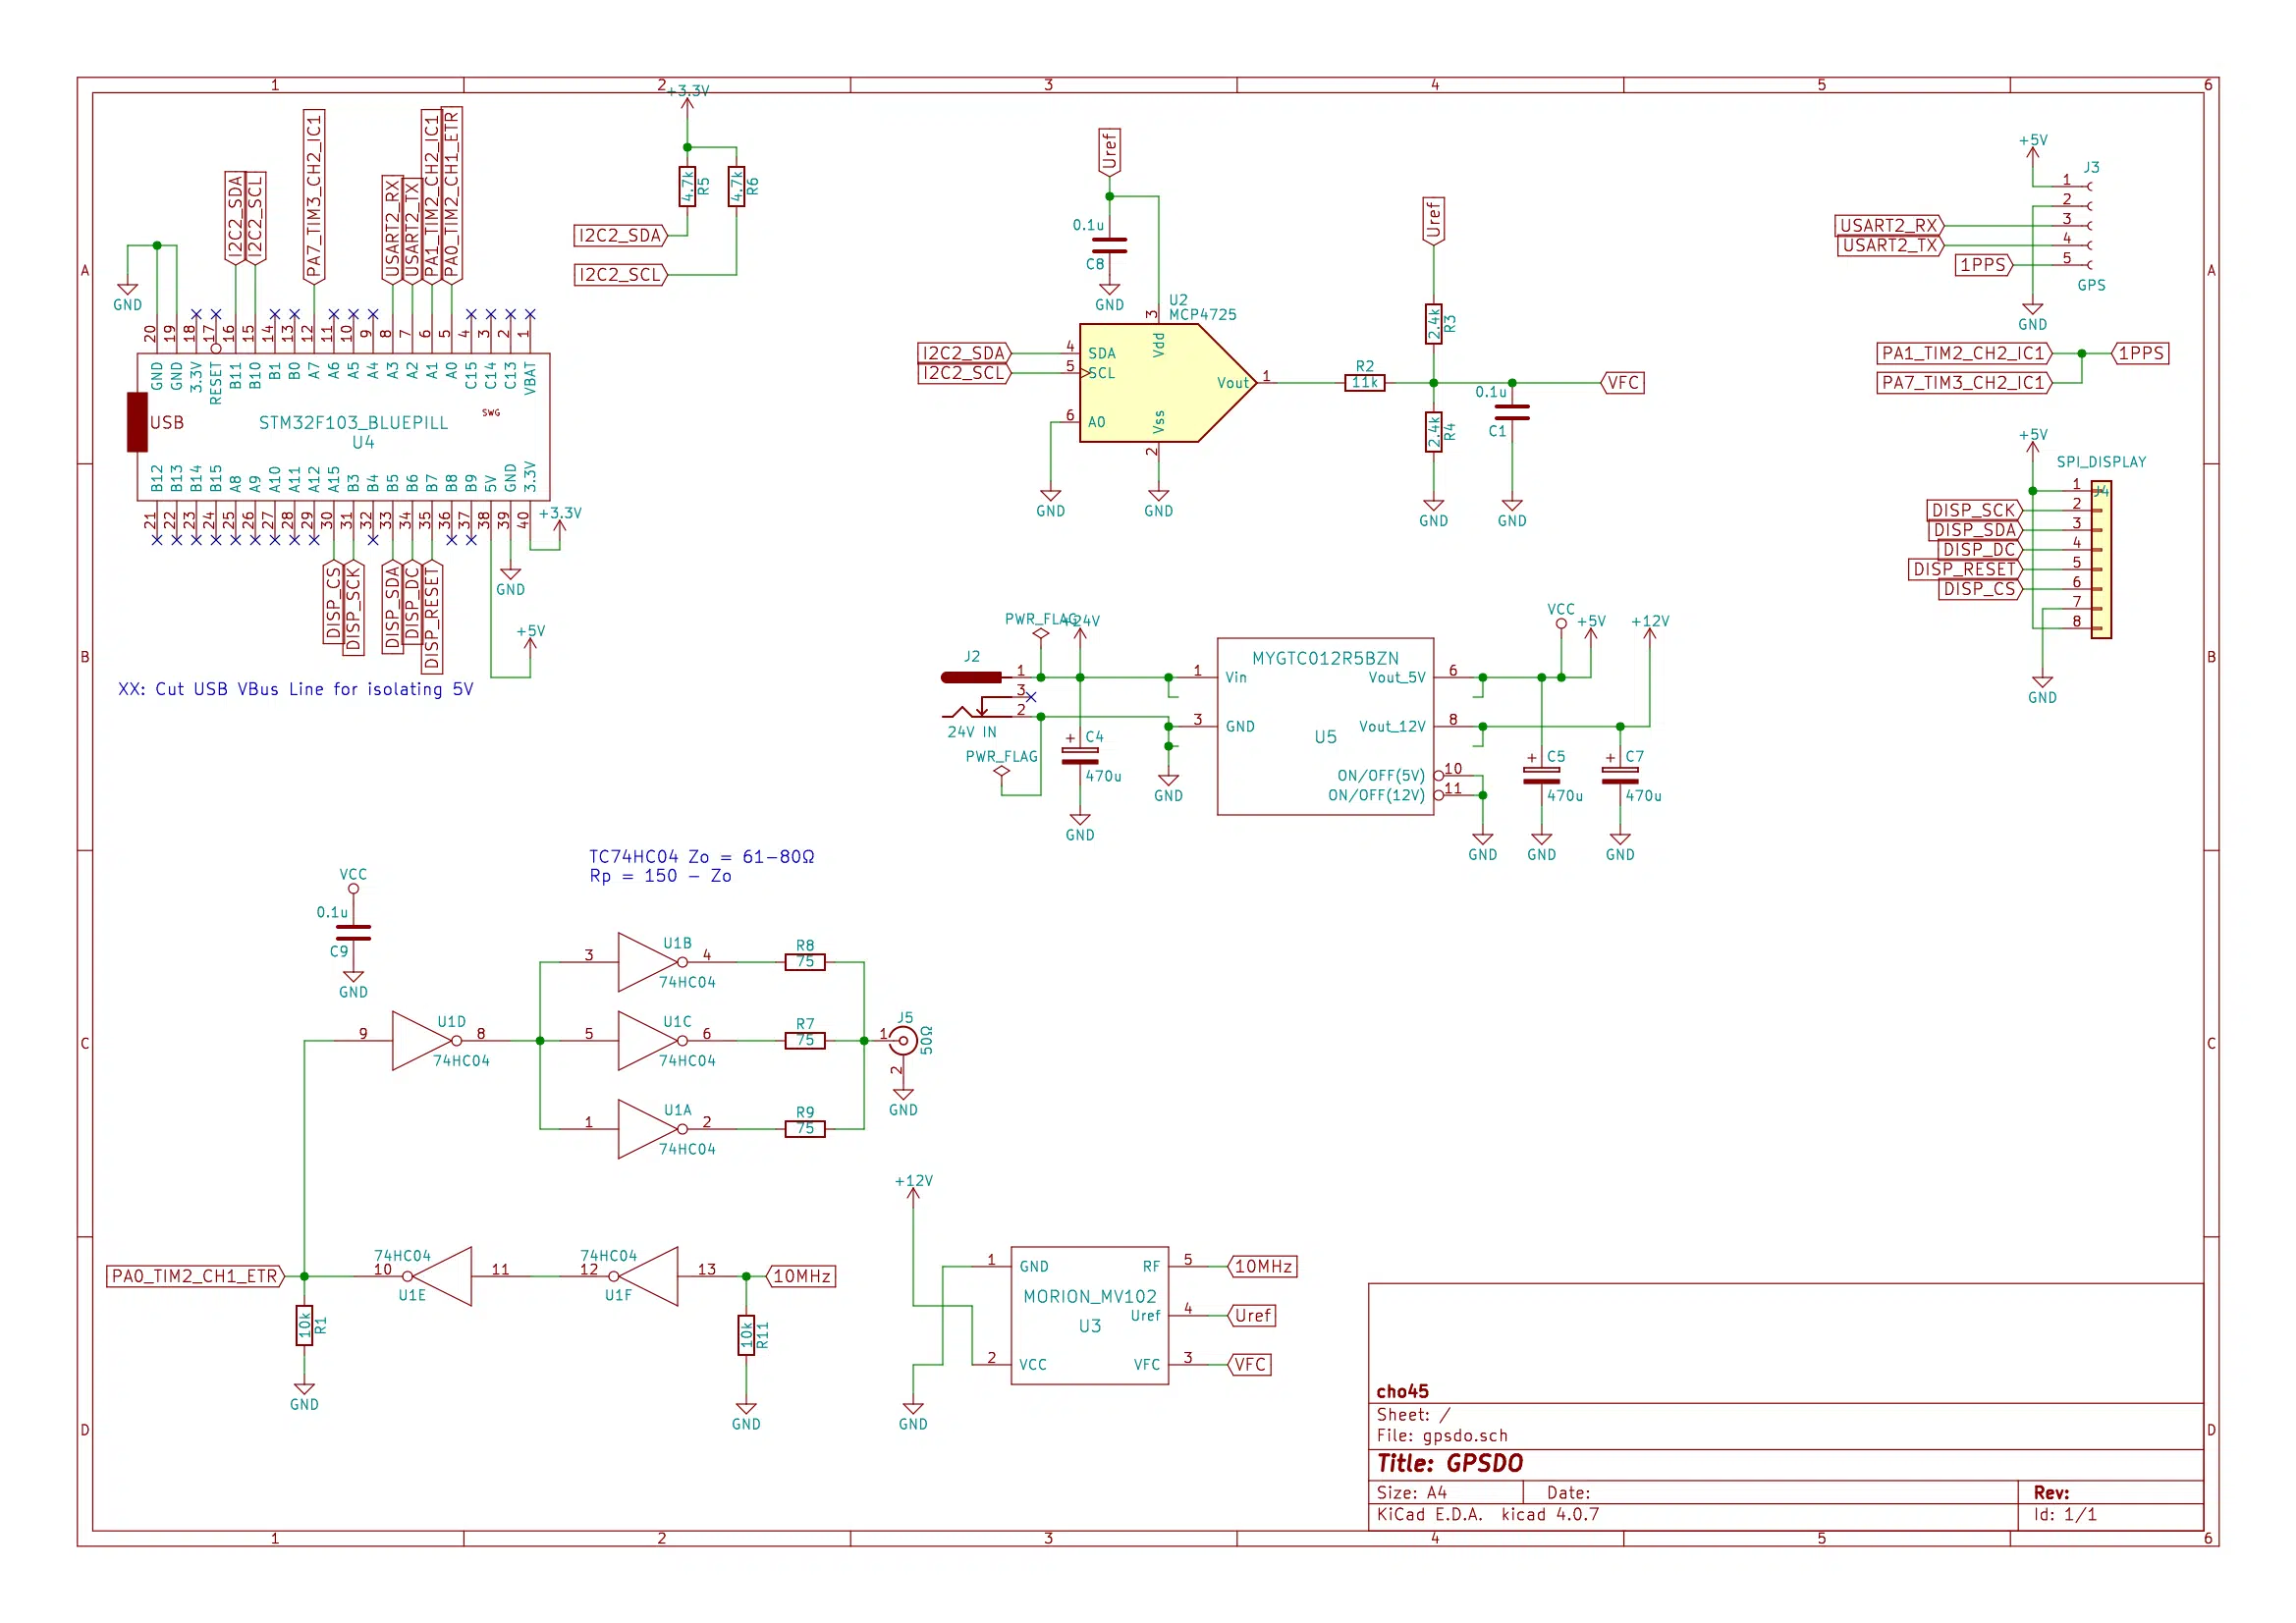 1 2 3 4 5 6
A
B
C
D
A
B
C
D
1 2 3 4 5 6
I2C2_SDA
I2C2_SCL
PA7_TIM3_CH2_IC1
USART2_RX
USART2_TX
PA1_TIM2_CH2_IC1
PA0_TIM2_CH1_ETR
GND
20 19 18 17 16 15 14 13 12 11 10 9 8 7 6 5 4 3 2 1
GND GND 3.3V RESET B11 B10 B1 B0 A7 A6 A5 A4 A3 A2 A1 A0 C15 C14 C13 VBAT
USB
STM32F103_BLUEPILL
U4
SWG
B12 B13 B14 B15 A8 A9 A10 A11 A12 A15 B3 B4 B5 B6 B7 B8 B9 5V GND 3.3V
21 22 23 24 25 26 27 28 29 30 31 32 33 34 35 36 37 38 39 40
+3.3V
GND
+5V
DISP_CS
DISP_SCK
DISP_SDA
DISP_DC
DISP_RESET
XX: Cut USB VBus Line for isolating 5V
+3.3V
4.7k R5
4.7k R6
I2C2_SDA
I2C2_SCL
Uref
0.1u
C8
GND
U2
MCP4725
3
Vdd
I2C2_SDA 4 SDA
I2C2_SCL 5 SCL
6 A0
Vout 1
Vss
2
GND
GND
R2
11k
Uref
2.4k R3
2.4k R4
GND
0.1u
C1
GND
VFC
+5V
J3
1
2
USART2_RX 3
USART2_TX 4
1PPS 5
GPS
GND
PA1_TIM2_CH2_IC1 1PPS
PA7_TIM3_CH2_IC1
+5V
SPI_DISPLAY
J4
1
DISP_SCK 2
DISP_SDA 3
DISP_DC 4
DISP_RESET 5
DISP_CS 6
7
8
GND
PWR_FLAG +24V
J2
1
3
2
24V IN
PWR_FLAG
C4
470u
GND
GND
MYGTC012R5BZN
1 Vin
3 GND
U5
Vout_5V 6
Vout_12V 8
ON/OFF(5V) 10
ON/OFF(12V) 11
GND
VCC
+5V
+12V
C5
470u
GND
C7
470u
GND
TC74HC04 Zo = 61-80Ω
Rp = 150 - Zo
VCC
0.1u
C9
GND
9 U1D 8
74HC04
3 U1B 4
74HC04
R8
75
5 U1C 6
74HC04
R7
75
1 U1A 2
74HC04
R9
75
J5
1
50Ω
2
GND
PA0_TIM2_CH1_ETR
10k R1
GND
74HC04
10 11
U1E
74HC04
12 13
U1F
10MHz
10k R11
GND
+12V
GND
1 GND
2 VCC
MORION_MV102
U3
RF 5 10MHz
Uref 4 Uref
VFC 3 VFC
cho45
Sheet: /
File: gpsdo.sch
Title: GPSDO
Size: A4 Date: Rev:
KiCad E.D.A. kicad 4.0.7 Id: 1/1